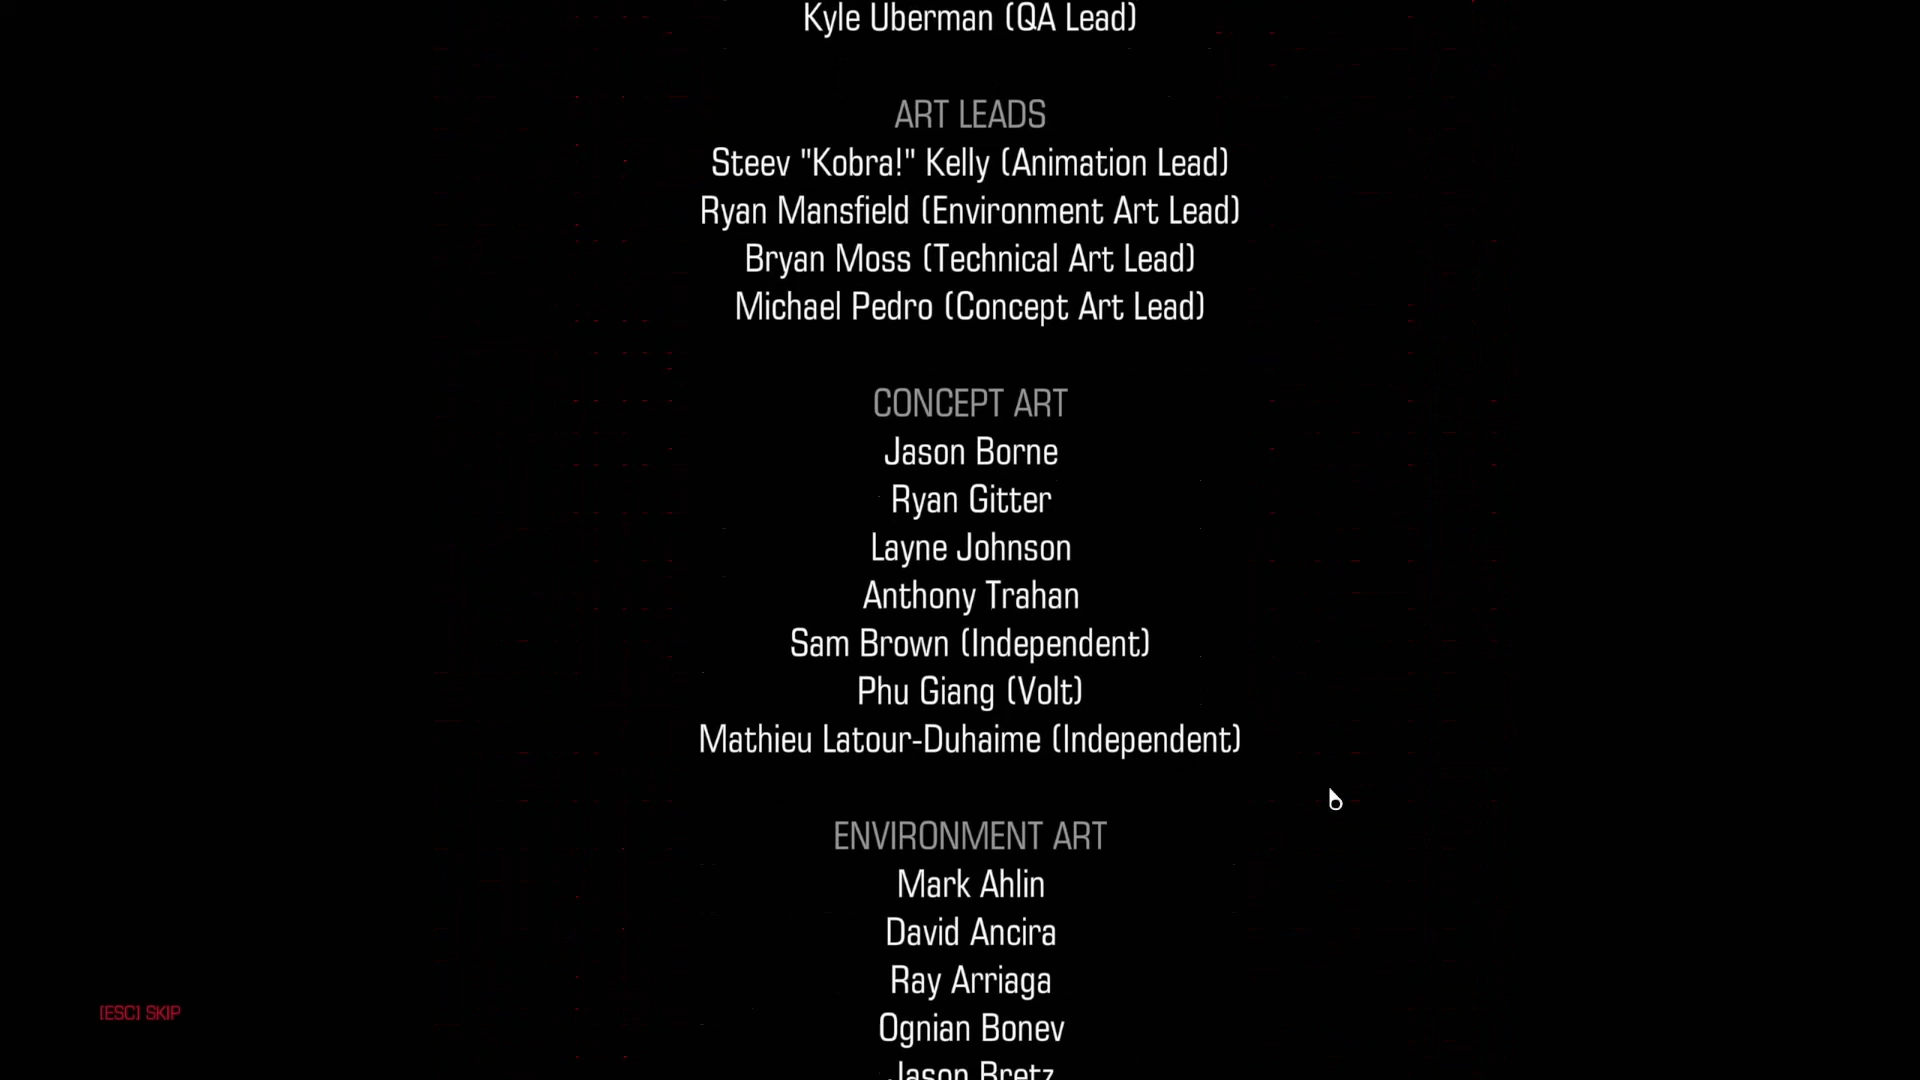 Kyle Uberman (QA Lead)
ART LEADS
Steev "Kobra!" Kelly (Animation Lead)
Ryan Mansfield (Environment Art Lead)
Bryan Moss (Technical Art Lead)
Michael Pedro (Concept Art Lead)
CONCEPT ART
Jason Borne
Ryan Gitter
Layne Johnson
Anthony Trahan
Sam Brown (Independent)
Phu Giang (Volt)
Mathieu Latour-Duhaime (Independent)
ENVIRONMENT ART
Mark Ahlin
David Ancira
Ray Arriaga
Ognian Bonev
Jason Bretz
[ESC] SKIP